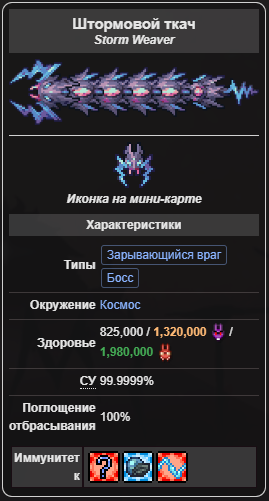 Штормовой ткач
Storm Weaver
Иконка на мини-карте
Характеристики
Типы Зарывающийся враг
Босс
Окружение Космос
Здоровье 825,000 / 1,320,000 /
1,980,000
СУ 99.9999%
Поглощение отбрасывания 100%
Иммунитет
к